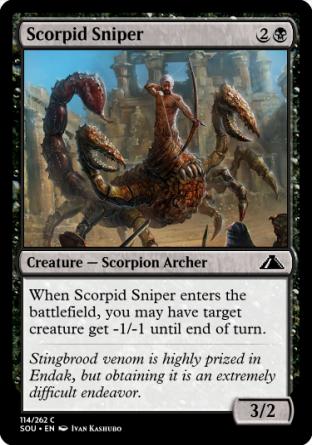 Scorpid Sniper 2
Creature — Scorpion Archer
When Scorpid Sniper enters the
battlefield, you may have target
creature get -1/-1 until end of turn.
Stingbrood venom is highly prized in
Endak, but obtaining it is an extremely
difficult endeavor.
3/2
114/262 C
SOU • EN Ivan Kashubo